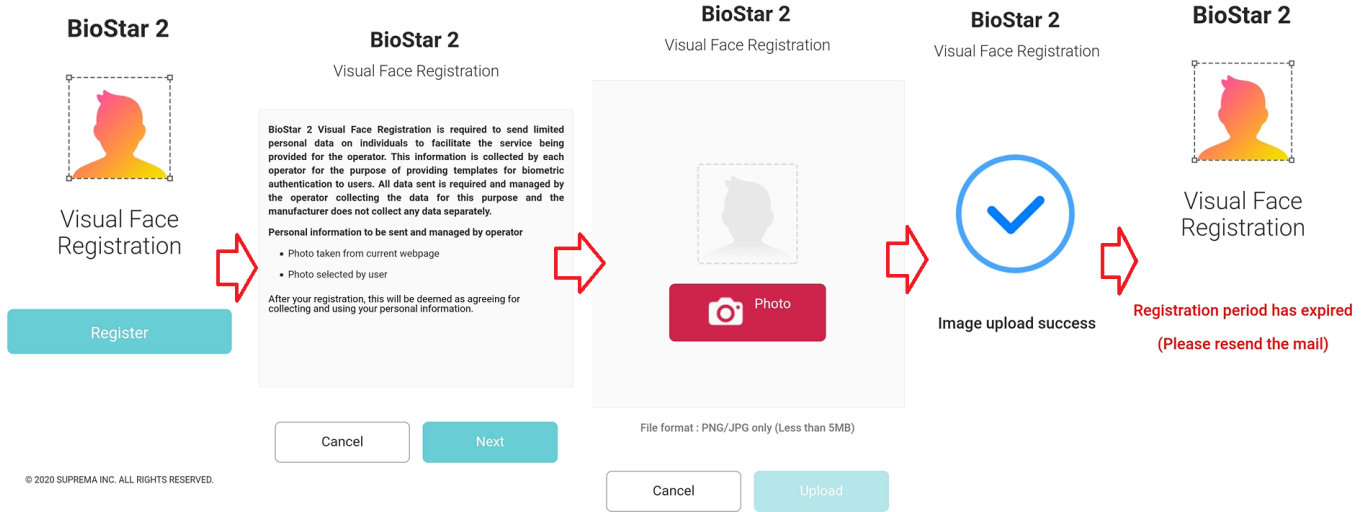 BioStar 2
Visual Face
Registration
Register
© 2020 SUPREMA INC. ALL RIGHTS RESERVED.
BioStar 2
Visual Face Registration
BioStar 2 Visual Face Registration is required to send limited
personal data on individuals to facilitate the service being
provided for the operator. This information is collected by each
operator for the purpose of providing templates for biometric
authentication to users. All data sent is required and managed by
the operator collecting the data for this purpose and the
manufacturer does not collect any data separately.
Personal information to be sent and managed by operator
▪ Photo taken from current webpage
▪ Photo selected by user
After your registration, this will be deemed as agreeing for
collecting and using your personal information.
Cancel
Next
BioStar 2
Visual Face Registration
Photo
File format : PNG/JPG only (Less than 5MB)
Cancel
Upload
BioStar 2
Visual Face Registration
Image upload success
BioStar 2
Visual Face
Registration
Registration period has expired
(Please resend the mail)